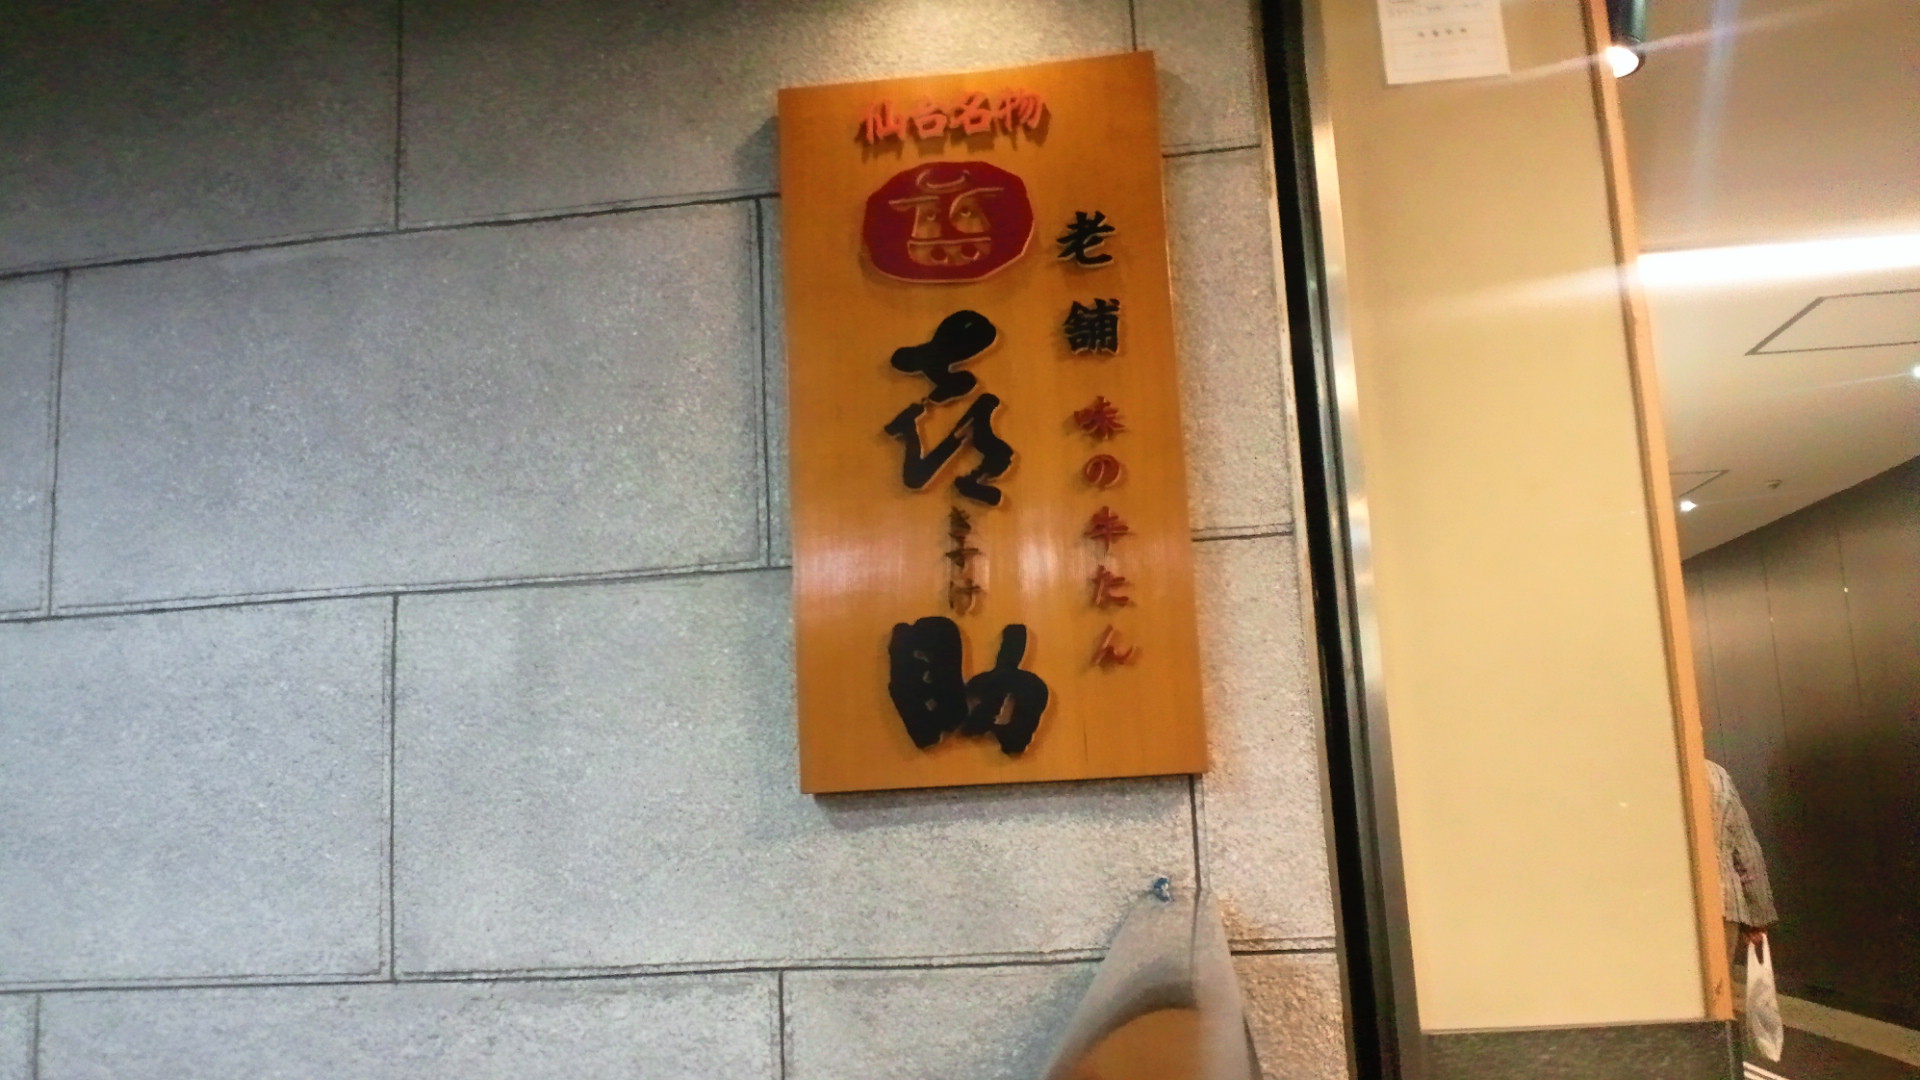 仙台名物
老舗 味の牛たん
喜助
きすけ